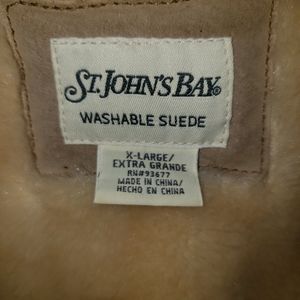 ST. JOHN'S BAY®
WASHABLE SUEDE
X-LARGE/
EXTRA GRANDE
RN#93677
MADE IN CHINA/
HECHO EN CHINA